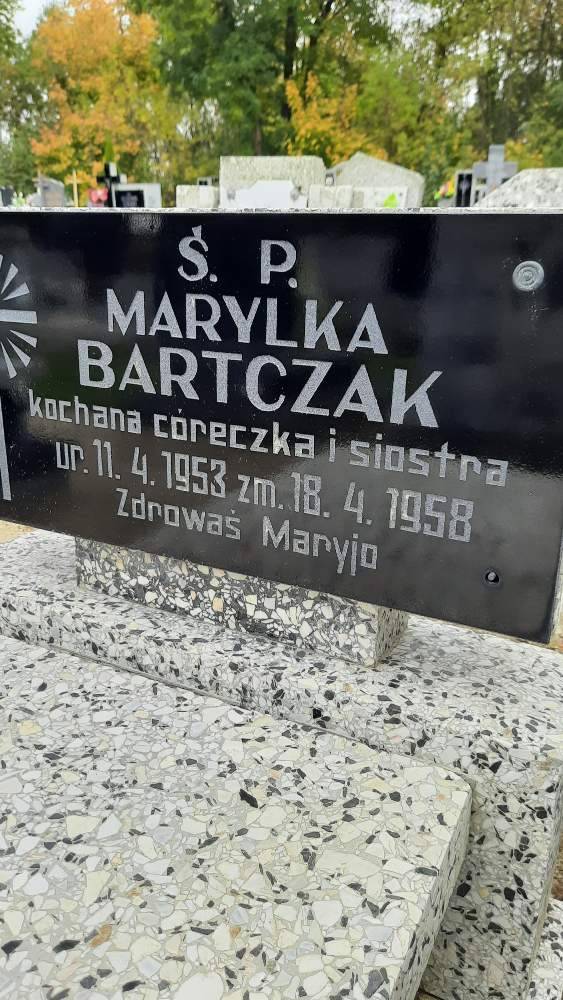 Ś. P.
MARYLKA
BARTCZAK
kochana córeczka i siostra
ur. 11. 4. 1953 zm. 18. 4. 1958
Zdrowaś Maryjo